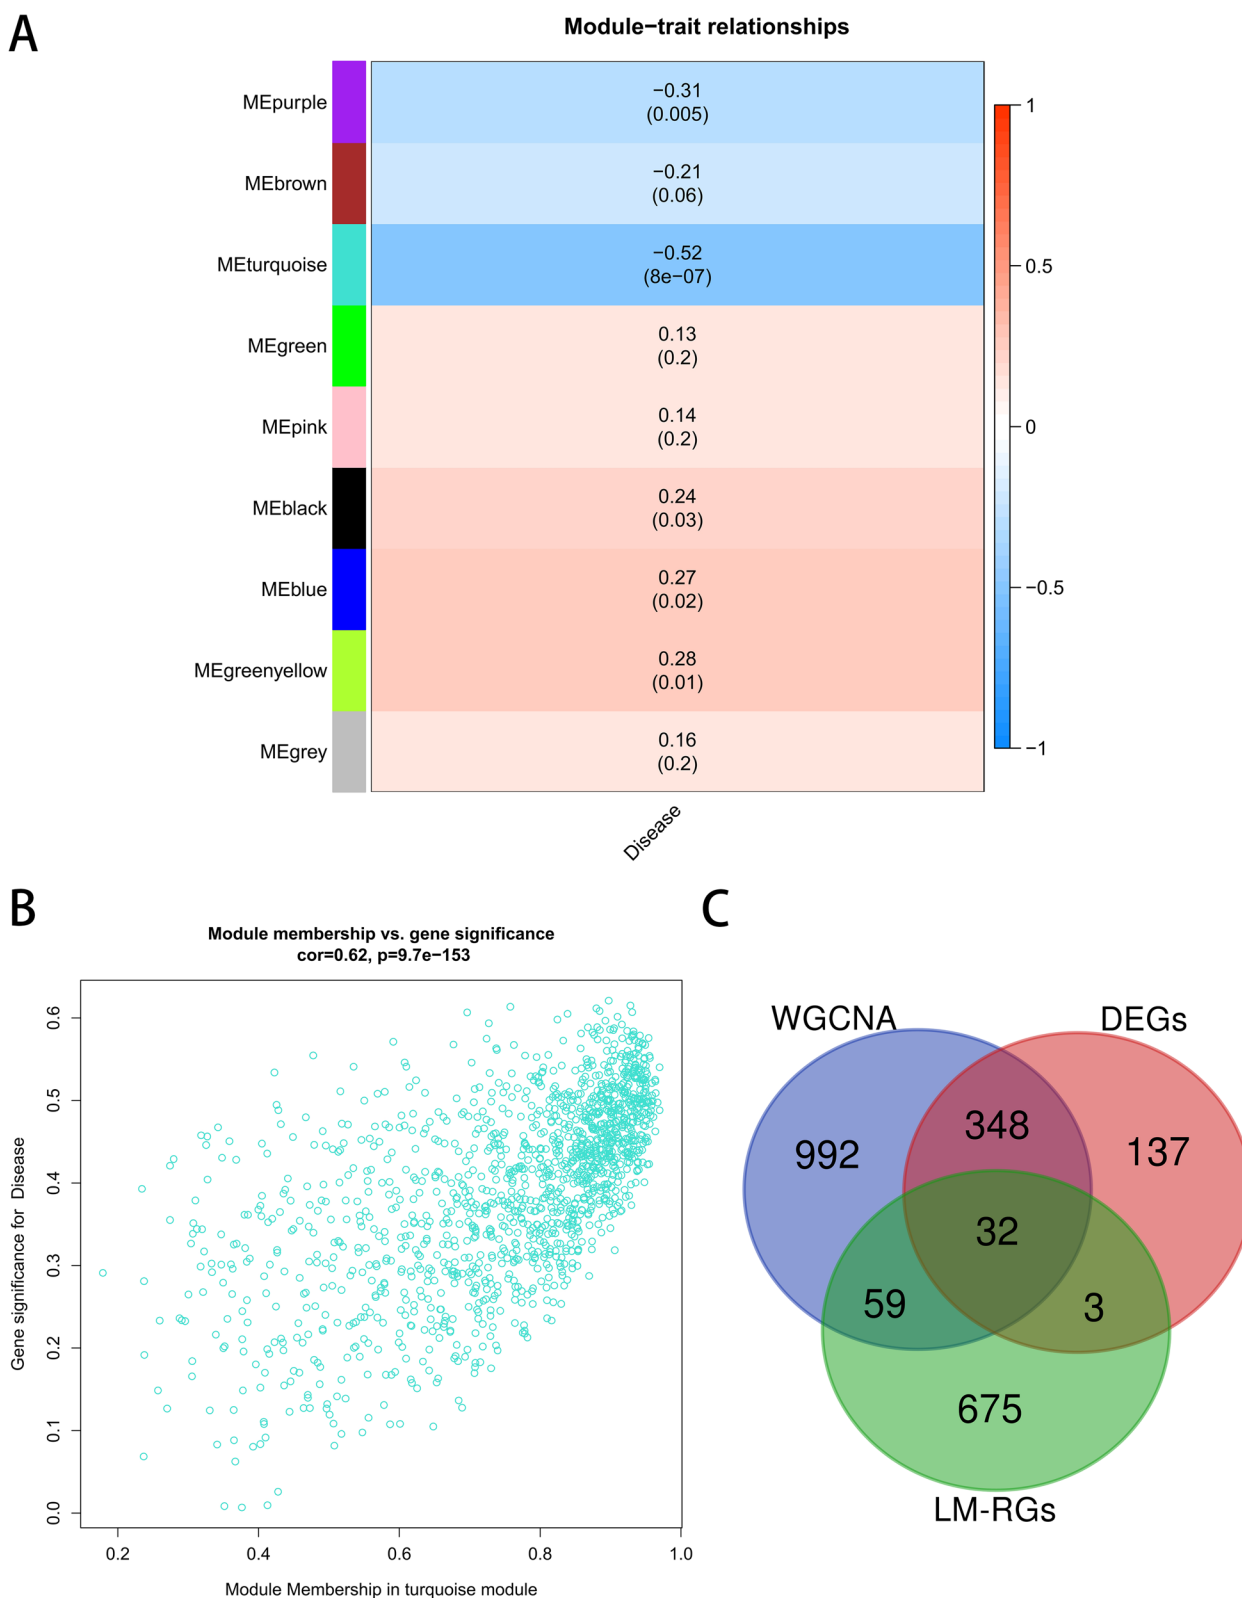 A
Module−trait relationships
MEpurple
−0.31
(0.005)
MEbrown
−0.21
(0.06)
MEturquoise
−0.52
(8e−07)
MEgreen
0.13
(0.2)
MEpink
0.14
(0.2)
MEblack
0.24
(0.03)
MEblue
0.27
(0.02)
MEgreenyellow
0.28
(0.01)
MEgrey
0.16
(0.2)
1
0.5
0
−0.5
−1
Disease
B
Module membership vs. gene significance
cor=0.62, p=9.7e−153
Gene significance for Disease
0.6
0.5
0.4
0.3
0.2
0.1
0.0
0.2 0.4 0.6 0.8 1.0
Module Membership in turquoise module
C
WGCNA DEGs
992 348 137
32
59 3
675
LM-RGs